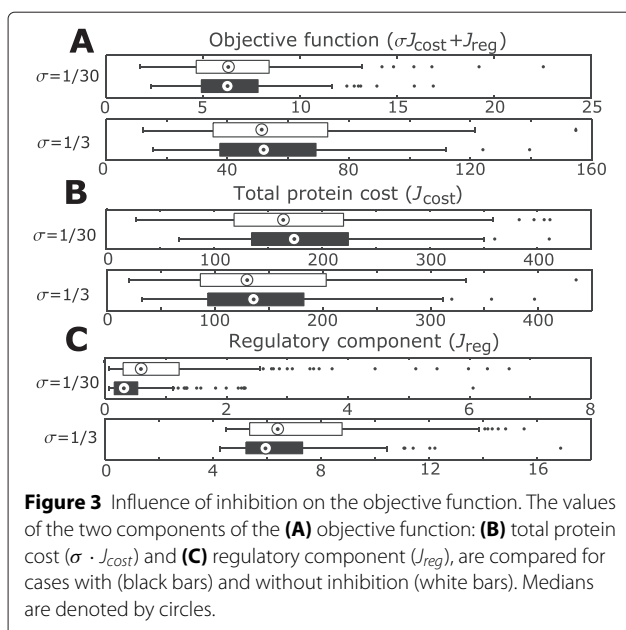 A
Objective function (σJcost+Jreg)
σ=1/30
0 5 10 15 20 25
σ=1/3
40 80 120 160
B
Total protein cost (Jcost)
σ=1/30
0 100 200 300 400
σ=1/3
100 200 300 400
C
Regulatory component (Jreg)
σ=1/30
0 2 4 6 8
σ=1/3
0 4 8 12 16
Figure 3 Influence of inhibition on the objective function. The values
of the two components of the (A) objective function: (B) total protein
cost (σ · Jcost) and (C) regulatory component (Jreg), are compared for
cases with (black bars) and without inhibition (white bars). Medians
are denoted by circles.